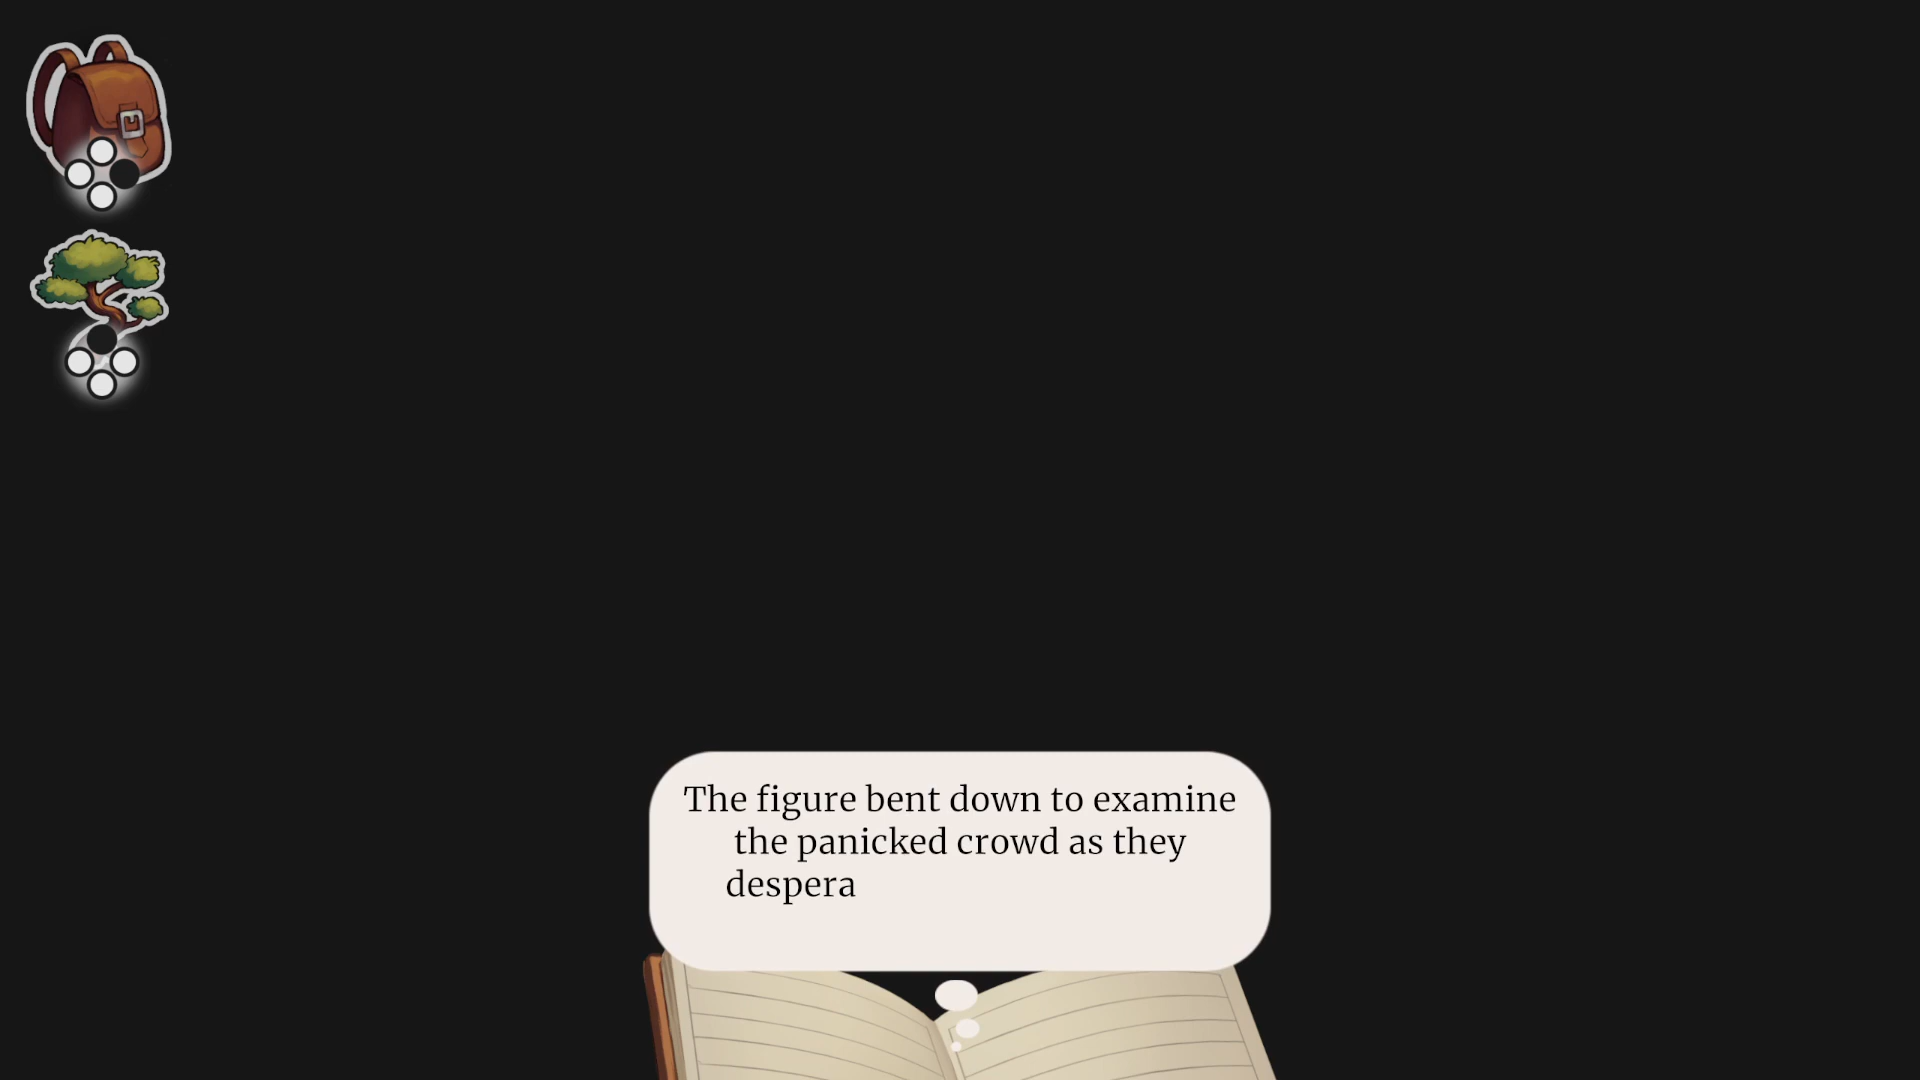 The figure bent down to examine
the panicked crowd as they
despera